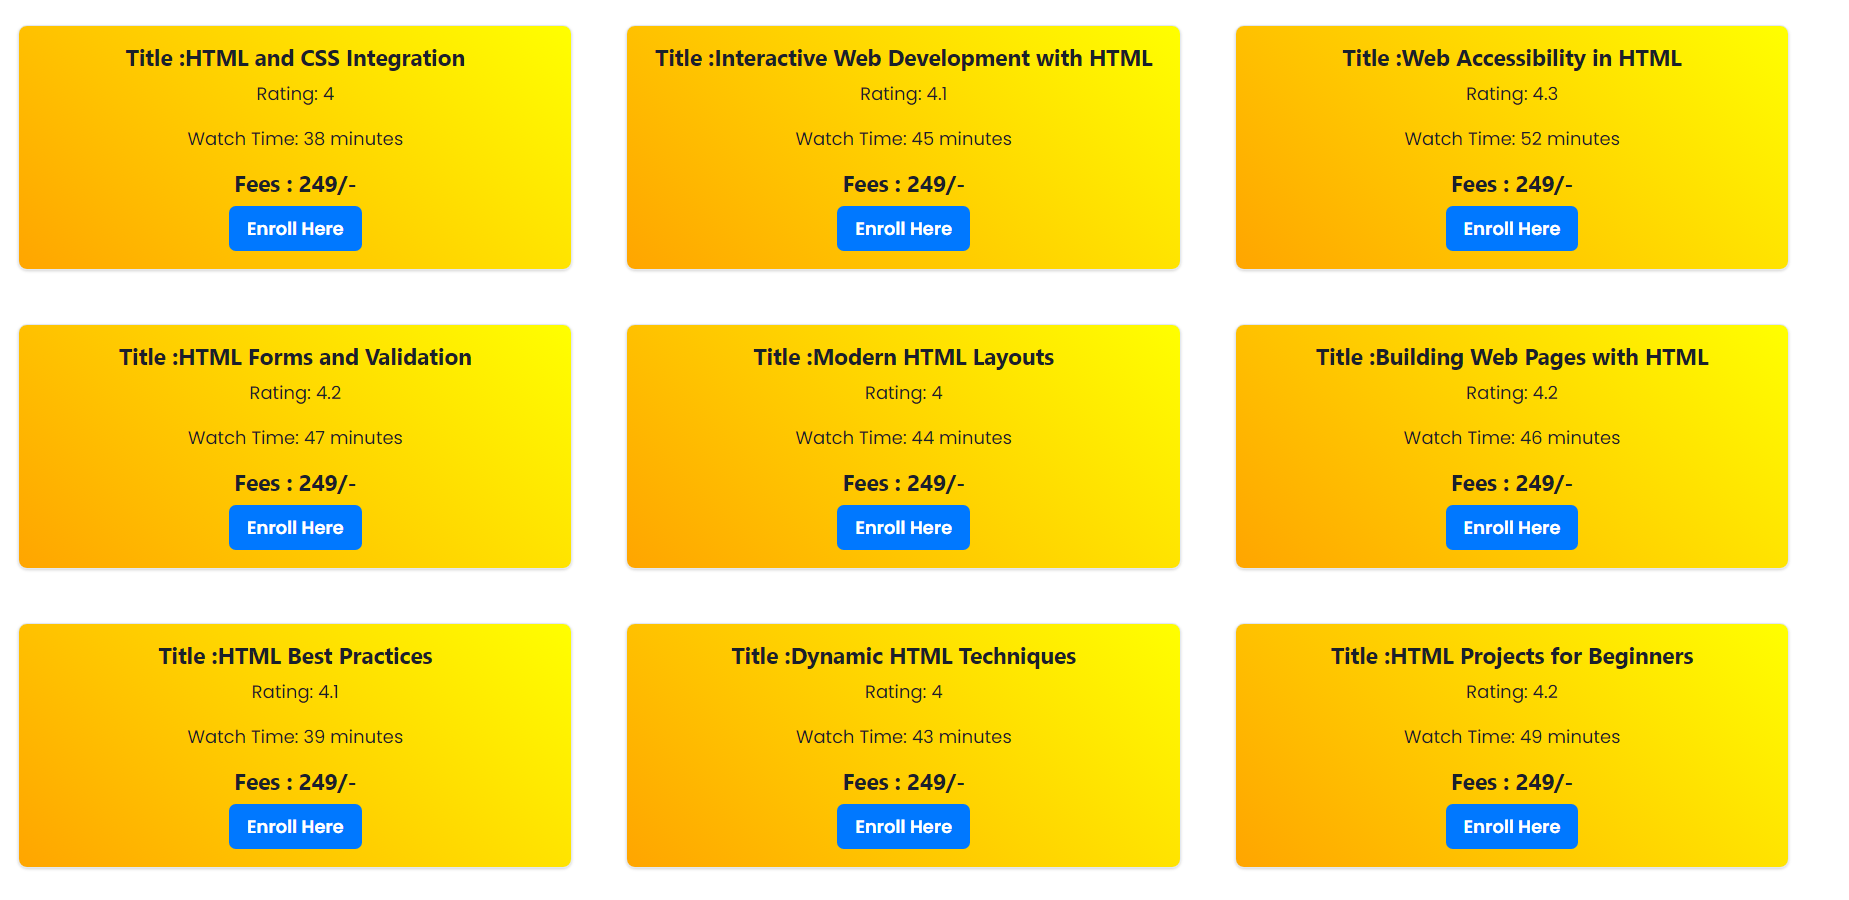 Title :HTML and CSS Integration
Rating: 4
Watch Time: 38 minutes
Fees : 249/-
Enroll Here
Title :Interactive Web Development with HTML
Rating: 4.1
Watch Time: 45 minutes
Fees : 249/-
Enroll Here
Title :Web Accessibility in HTML
Rating: 4.3
Watch Time: 52 minutes
Fees : 249/-
Enroll Here
Title :HTML Forms and Validation
Rating: 4.2
Watch Time: 47 minutes
Fees : 249/-
Enroll Here
Title :Modern HTML Layouts
Rating: 4
Watch Time: 44 minutes
Fees : 249/-
Enroll Here
Title :Building Web Pages with HTML
Rating: 4.2
Watch Time: 46 minutes
Fees : 249/-
Enroll Here
Title :HTML Best Practices
Rating: 4.1
Watch Time: 39 minutes
Fees : 249/-
Enroll Here
Title :Dynamic HTML Techniques
Rating: 4
Watch Time: 43 minutes
Fees : 249/-
Enroll Here
Title :HTML Projects for Beginners
Rating: 4.2
Watch Time: 49 minutes
Fees : 249/-
Enroll Here